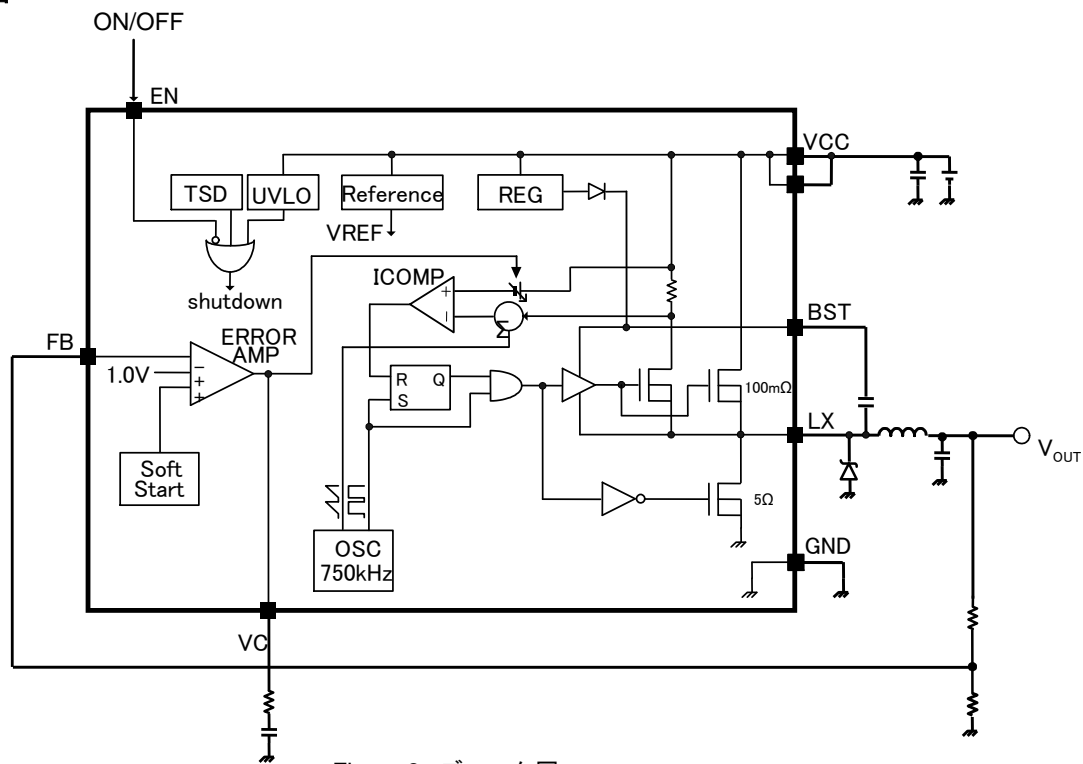 ON/OFF
EN
VCC
TSD
UVLO
Reference
REG
VREF
shutdown
ICOMP
+
−
Σ
BST
FB
ERROR
AMP
1.0V
−
+
+
R
Q
S
100mΩ
LX
V_OUT
Soft
Start
5Ω
OSC
750kHz
GND
VC